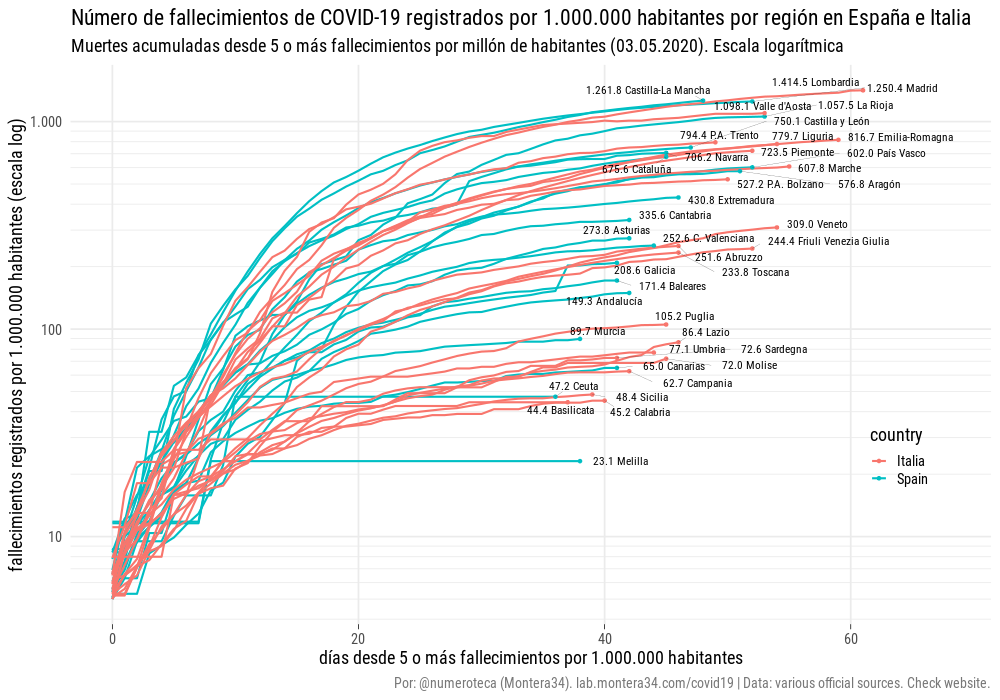 Número de fallecimientos de COVID-19 registrados por 1.000.000 habitantes por región en España e Italia
Muertes acumuladas desde 5 o más fallecimientos por millón de habitantes (03.05.2020). Escala logarítmica
fallecimientos registrados por 1.000.000 habitantes (escala log)
1.000
100
10
1.414.5 Lombardia
1.261.8 Castilla-La Mancha
1.250.4 Madrid
1.098.1 Valle d'Aosta
1.057.5 La Rioja
750.1 Castilla y León
794.4 P.A. Trento
779.7 Liguria
816.7 Emilia-Romagna
706.2 Navarra
723.5 Piemonte
602.0 País Vasco
675.6 Cataluña
607.8 Marche
527.2 P.A. Bolzano
576.8 Aragón
430.8 Extremadura
335.6 Cantabria
309.0 Veneto
273.8 Asturias
252.6 C. Valenciana
244.4 Friuli Venezia Giulia
251.6 Abruzzo
208.6 Galicia
233.8 Toscana
171.4 Baleares
149.3 Andalucía
105.2 Puglia
89.7 Murcia
86.4 Lazio
77.1 Umbria
72.6 Sardegna
65.0 Canarias
72.0 Molise
62.7 Campania
47.2 Ceuta
48.4 Sicilia
44.4 Basilicata
45.2 Calabria
23.1 Melilla
country
Italia
Spain
0
20
40
60
días desde 5 o más fallecimientos por 1.000.000 habitantes
Por: @numeroteca (Montera34). lab.montera34.com/covid19 | Data: various official sources. Check website.